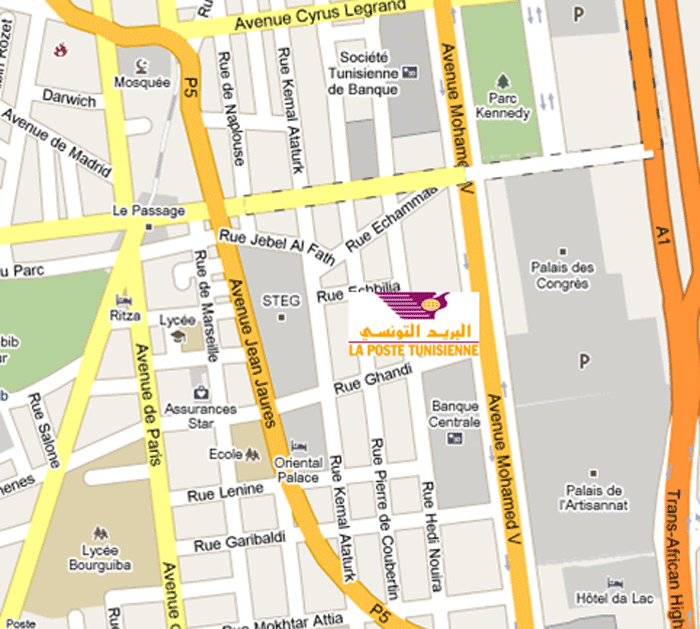 Avenue Cyrus Legrand
P
Rozet
Ru
Mosquée
P5
Rue de Naplouse
Rue Kemal Ataturk
Société
Tunisienne
de Banque
Avenue Mohamed V
Parc
Kennedy
Darwich
Avenue de Madrid
Le Passage
Rue Jebel Al Fath
Rue Echamma
A1
u Parc
Palais des
Congrès
Rue de Marseille
Avenue Jean Jaures
STEG
Rue Echbilia
البريد التونسي
LA POSTE TUNISIENNE
Ritza
Lycée
bib
ur
P
b
Avenue de Paris
Rue Ghandi
Assurances
Star
Rue Salone
Banque
Centrale
Avenue Mohamed V
Ecole
Oriental
Palace
henes
Rue Lenine
Rue Kemal Ataturk
Rue Pierre de Coubertin
Rue Hedi Nouira
Palais de
l'Artisannat
Trans-African High
Lycée
Bourguiba
Rue Garibaldi
Avenue d
Hôtel du Lac
Poste
Ru
Rue Mokhtar Attia
P5